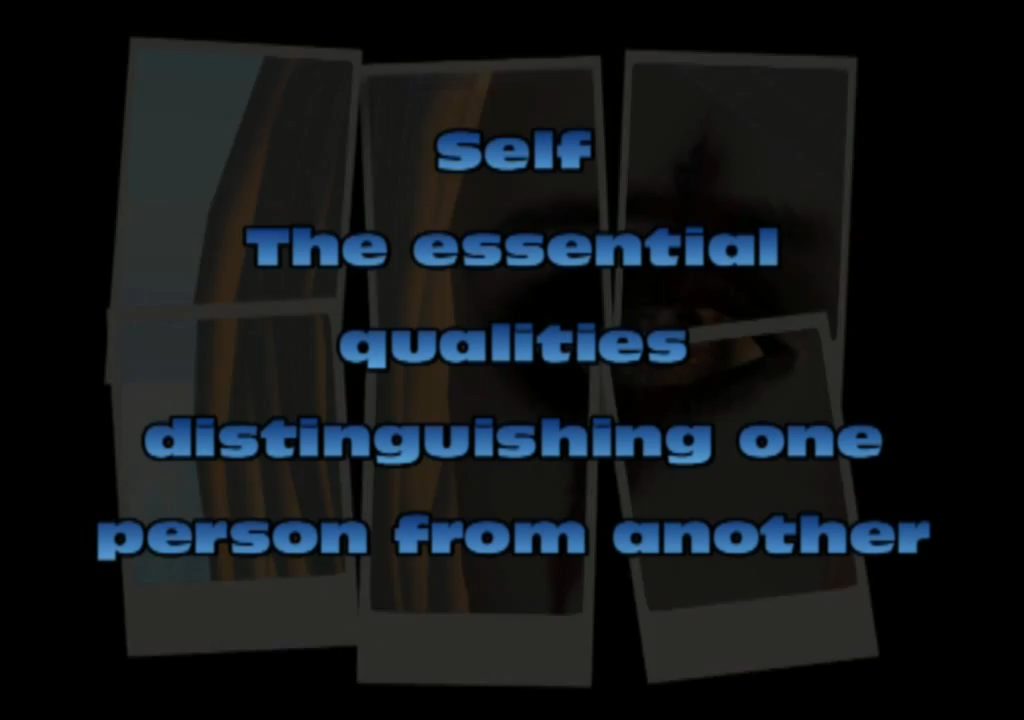 Self
The essential
qualities
distinguishing one
person from another